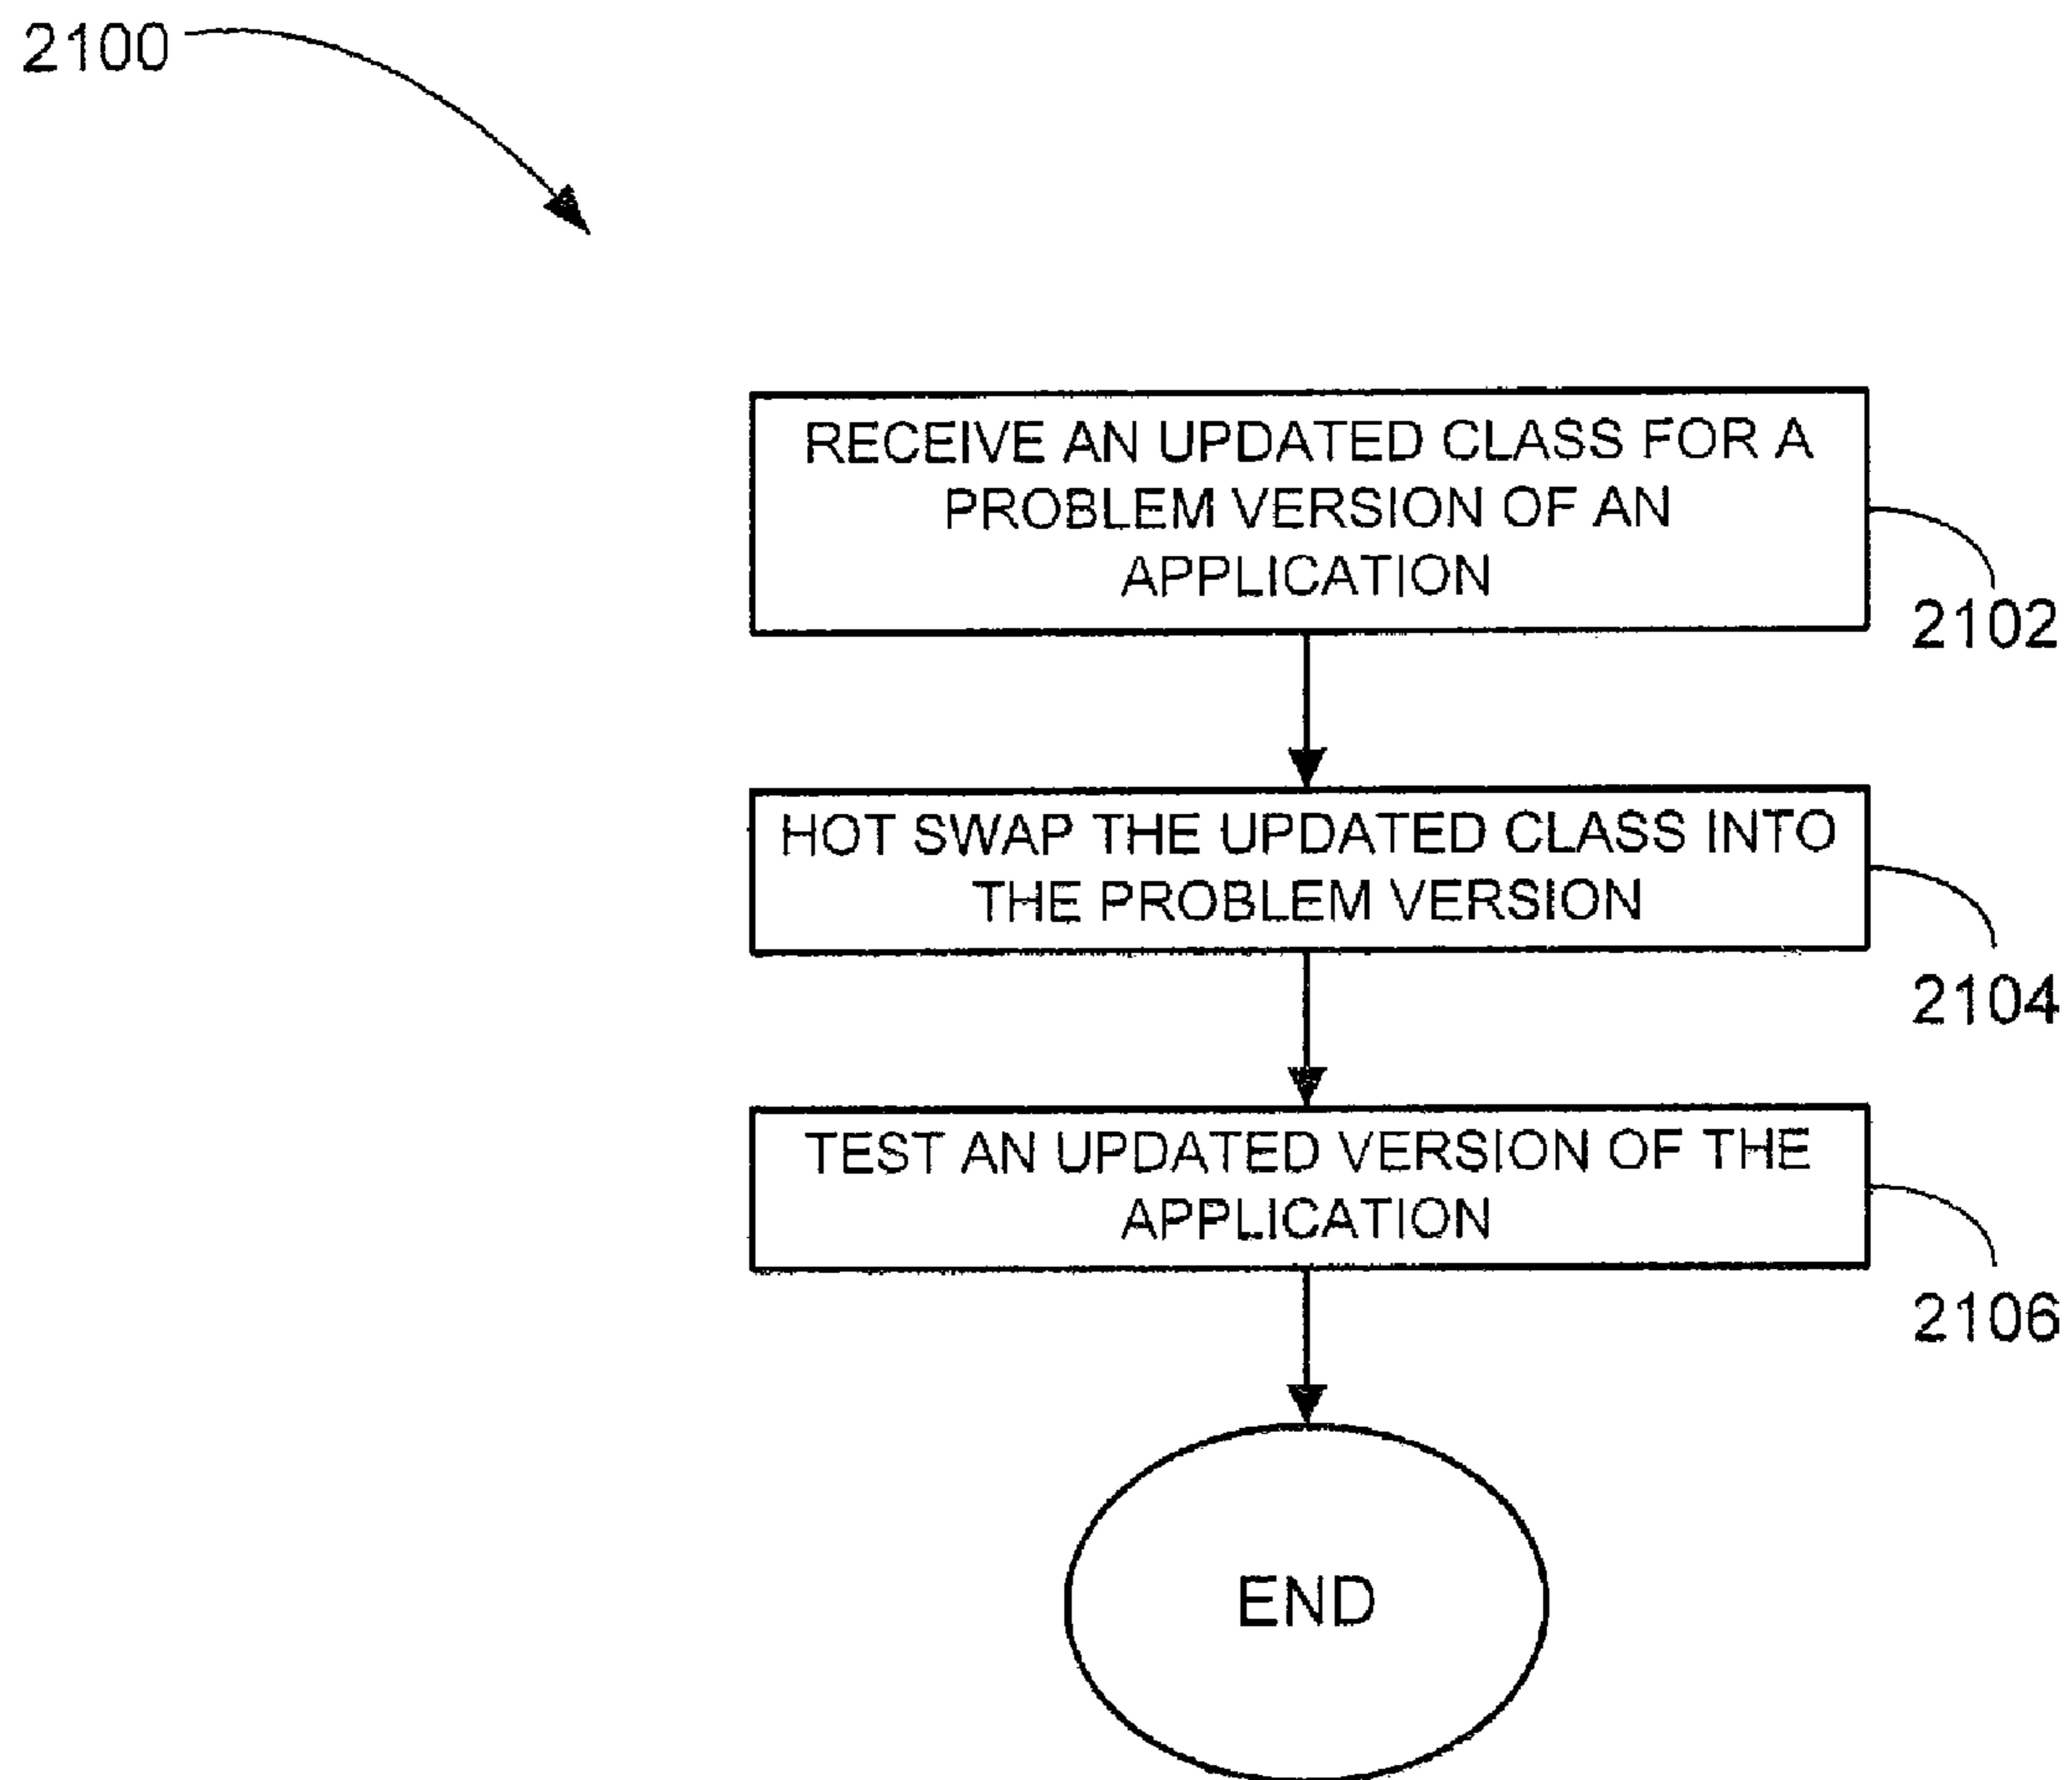 2100
RECEIVE AN UPDATED CLASS FOR A
PROBLEM VERSION OF AN
APPLICATION
2102
HOT SWAP THE UPDATED CLASS INTO
THE PROBLEM VERSION
2104
TEST AN UPDATED VERSION OF THE
APPLICATION
2106
END